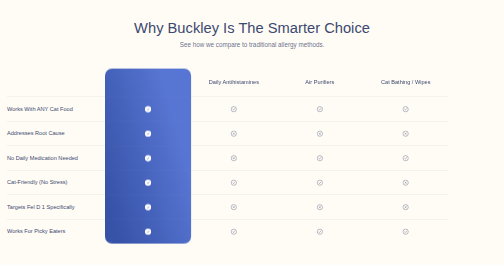 Why Buckley Is The Smarter Choice
See how we compare to traditional allergy methods.
Daily Antihistamines
Air Purifiers
Cat Bathing / Wipes
Works With ANY Cat Food
Addresses Root Cause
No Daily Medication Needed
Cat-Friendly (No Stress)
Targets Fel D 1 Specifically
Works For Picky Eaters